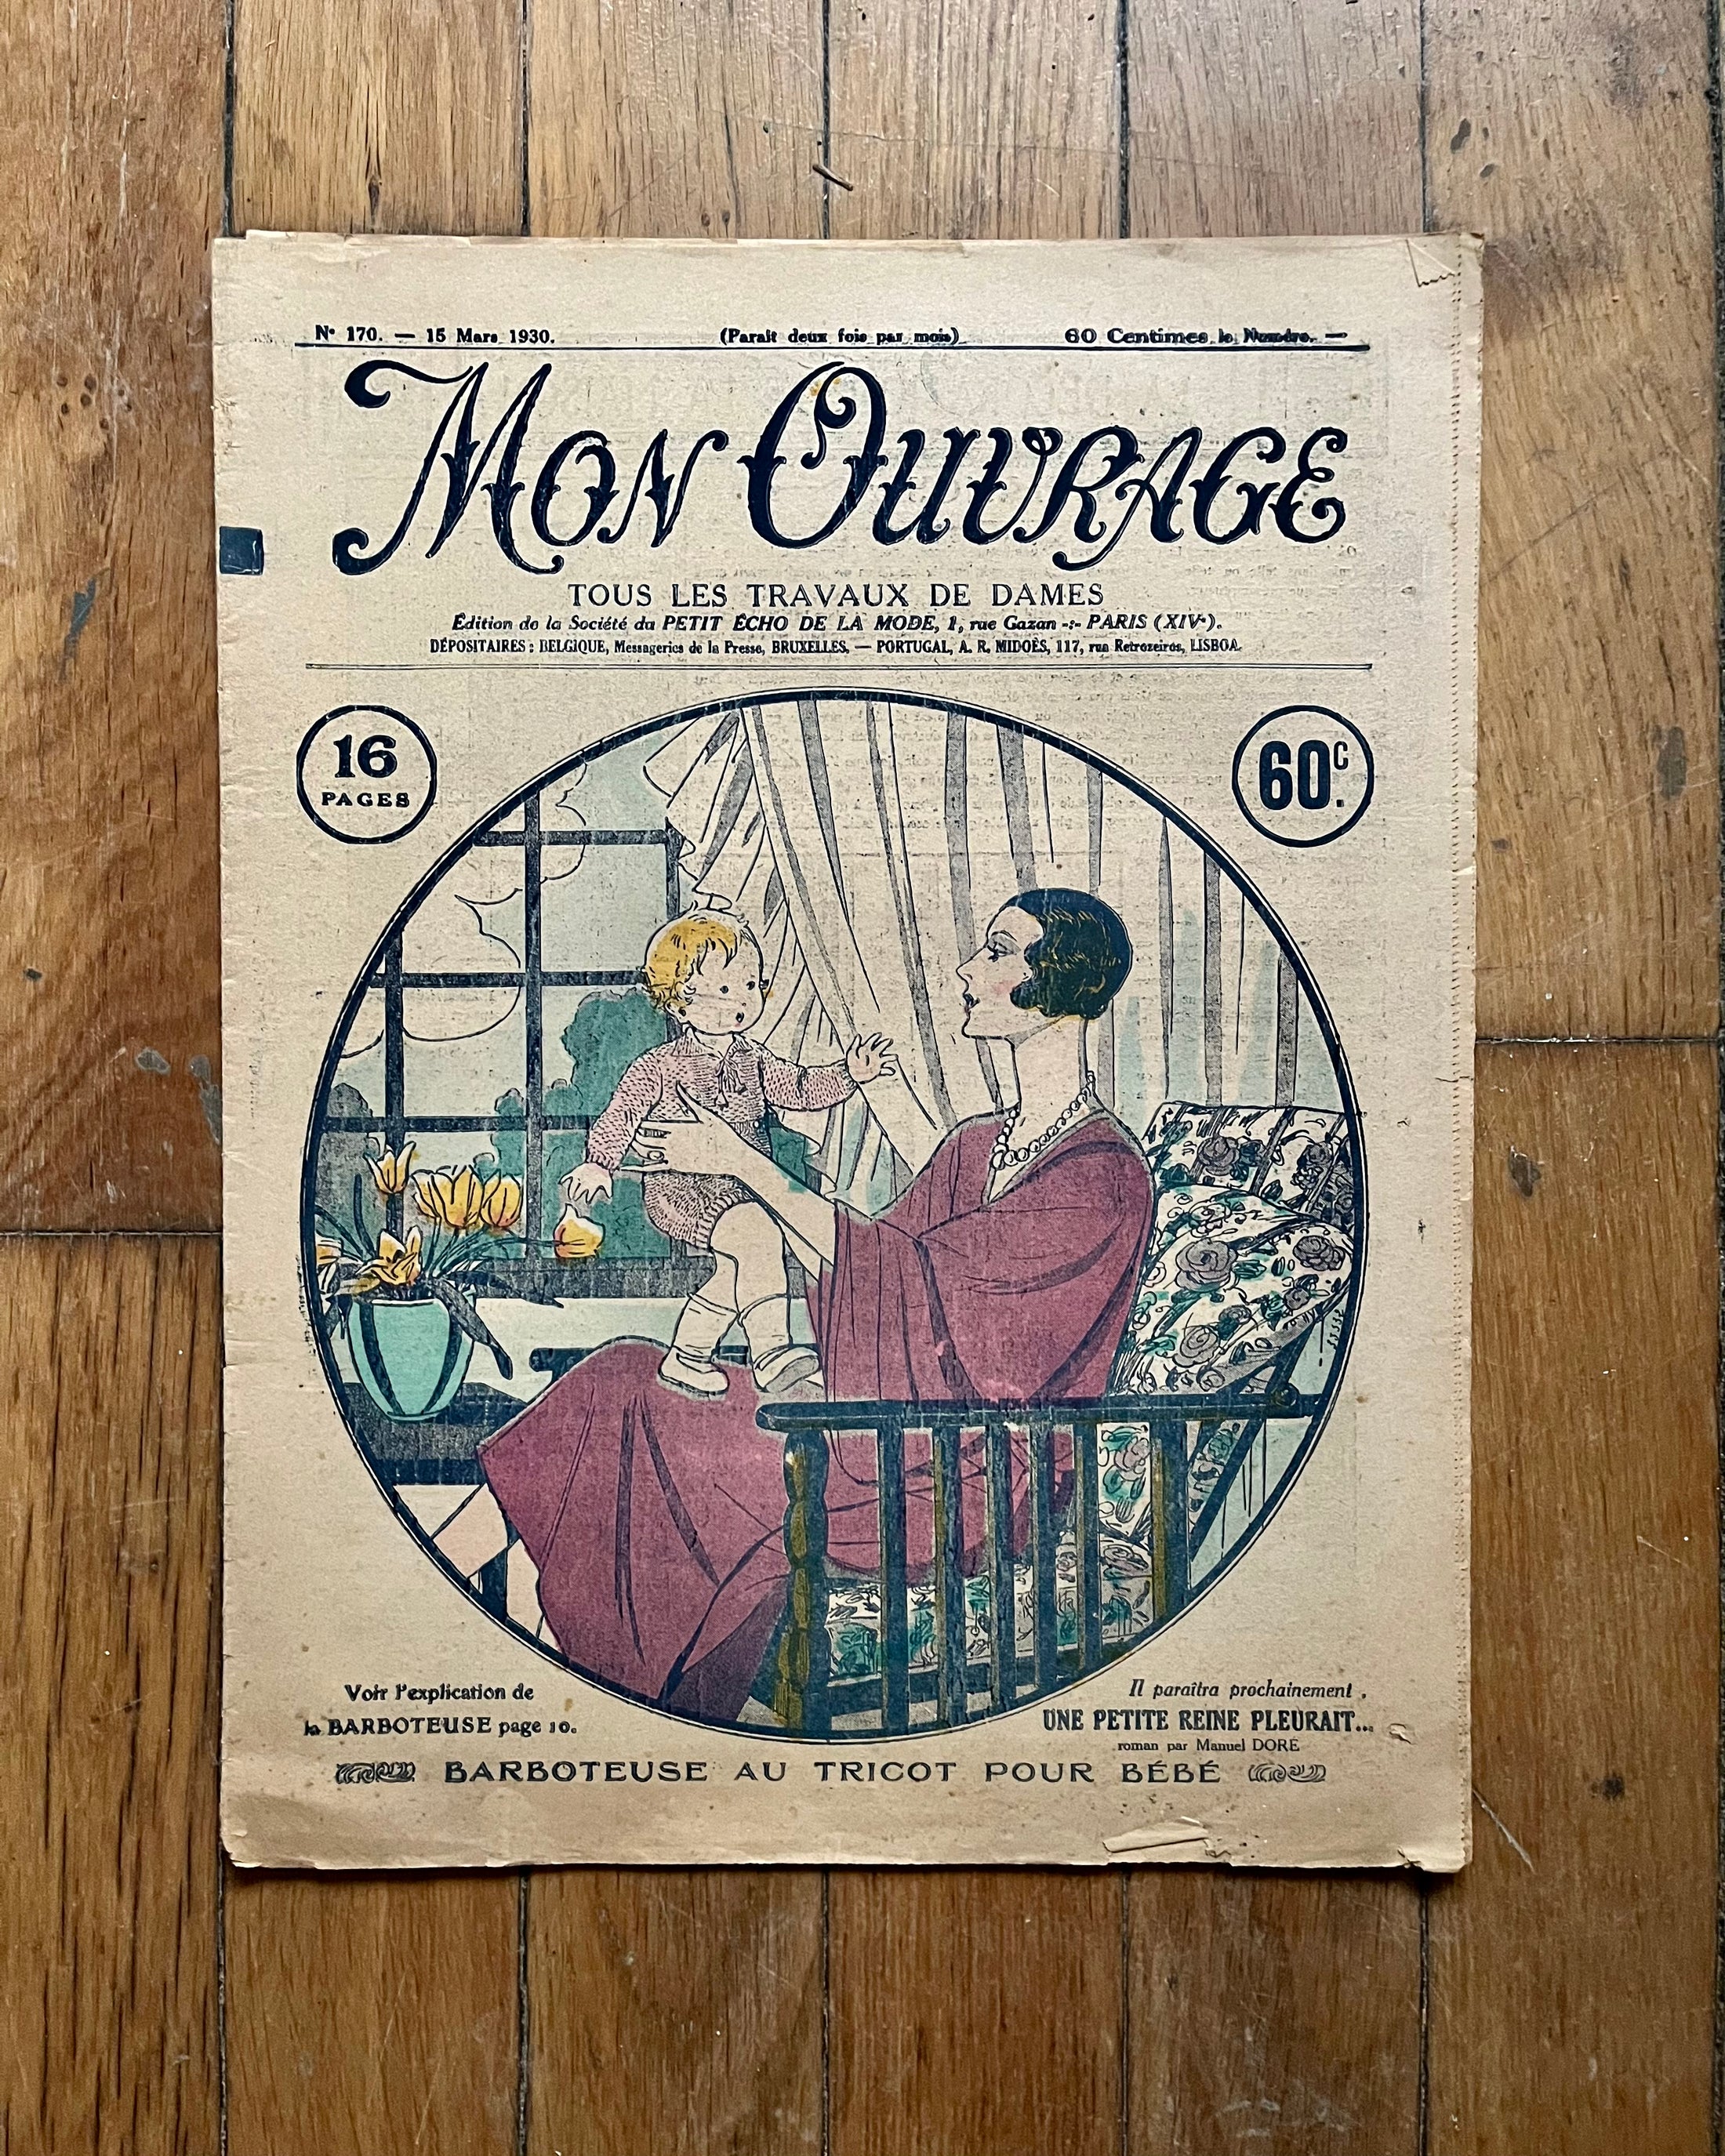 Nº 170. — 15 Mars 1930. (Paraît deux fois par mois) 60 Centimes le Numéro. —
MON OUVRAGE
TOUS LES TRAVAUX DE DAMES
Édition de la Société du PETIT ÉCHO DE LA MODE, 1, rue Gazan -:- PARIS (XIVᵉ).
DÉPOSITAIRES : BELGIQUE, Messageries de la Presse, BRUXELLES. — PORTUGAL, A. R. MIDOÈS, 117, rua Retrozeiros, LISBOA.
16
PAGES
60ᶜ.
Voir l'explication de
la BARBOTEUSE page 10.
Il paraîtra prochainement,
UNE PETITE REINE PLEURAIT...
roman par Manuel DORÉ
BARBOTEUSE AU TRICOT POUR BÉBÉ